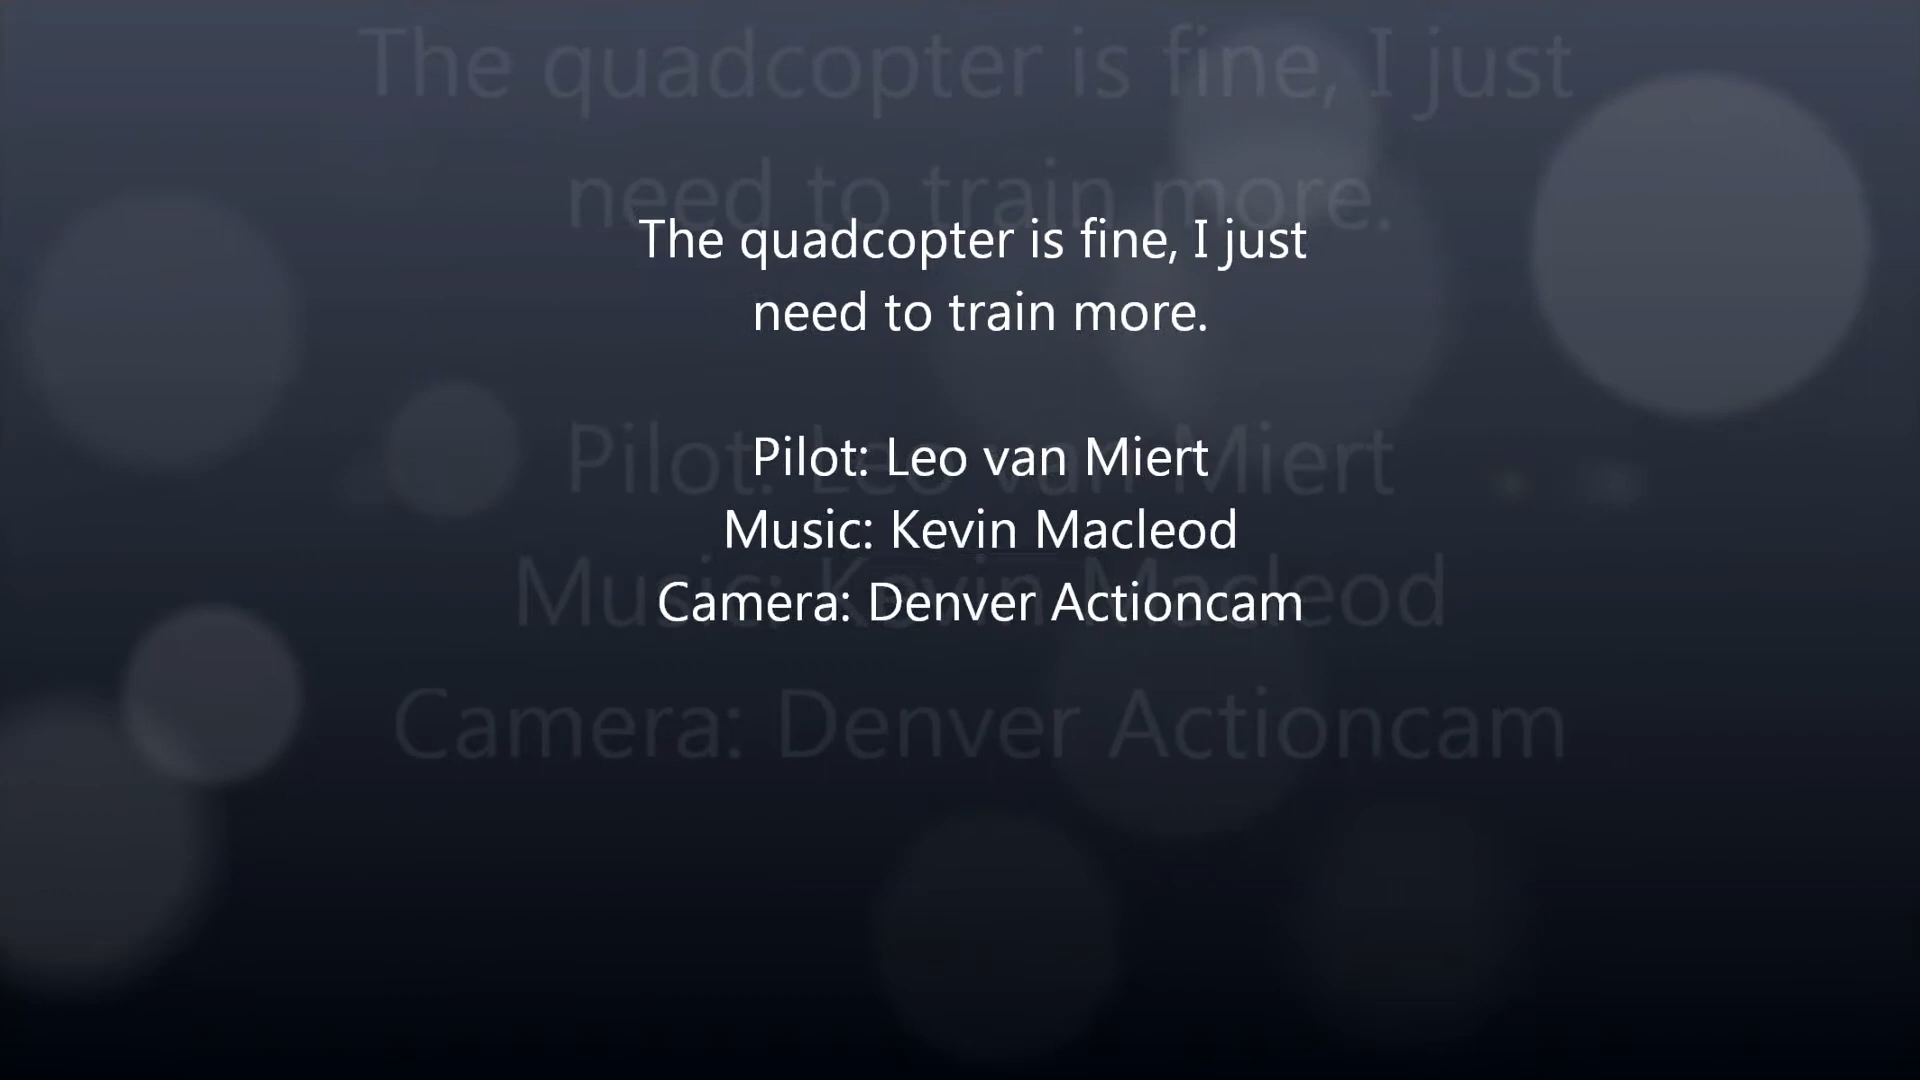 The quadcopter is fine, I just
need to train more.
Pilot: Leo van Miert
Music: Kevin Macleod
Camera: Denver Actioncam